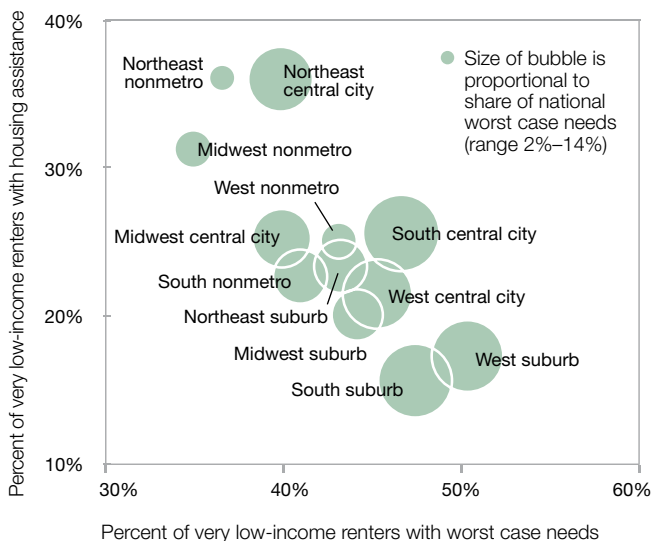 Percent of very low-income renters with housing assistance
40%
30%
20%
10%
Northeast
nonmetro
Northeast
central city
Size of bubble is
proportional to
share of national
worst case needs
(range 2%–14%)
Midwest nonmetro
West nonmetro
Midwest central city
South central city
South nonmetro
West central city
Northeast suburb
Midwest suburb
West suburb
South suburb
30%
40%
50%
60%
Percent of very low-income renters with worst case needs